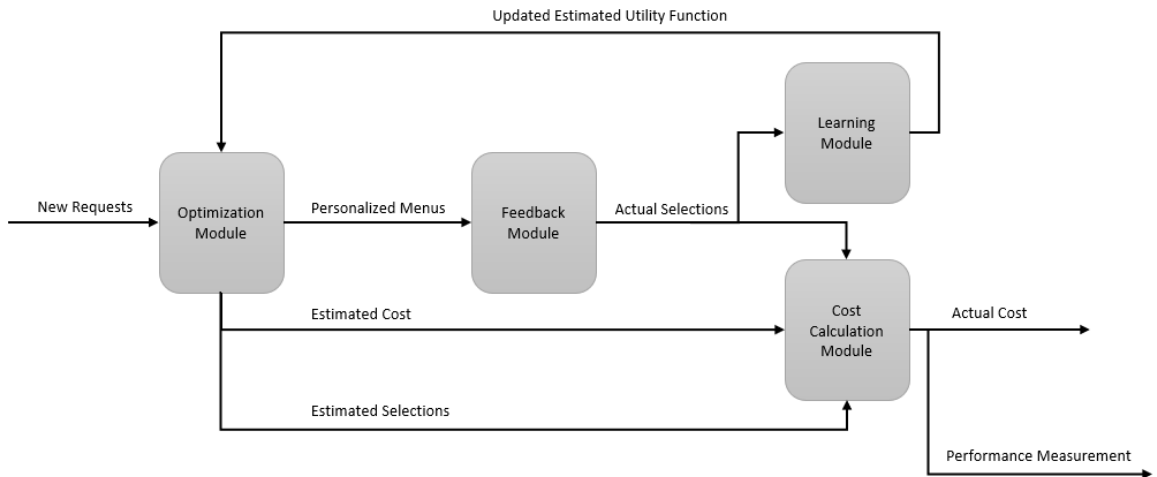 Updated Estimated Utility Function
Learning
Module
New Requests
Optimization
Module
Personalized Menus
Feedback
Module
Actual Selections
Estimated Cost
Cost
Calculation
Module
Actual Cost
Estimated Selections
Performance Measurement